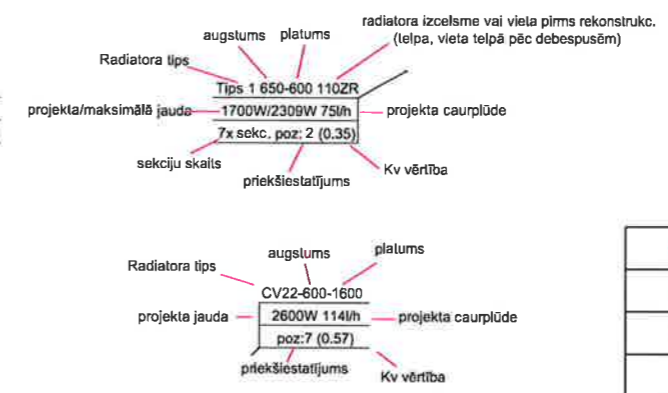 radiatora izcelsme vai vieta pirms rekonstrukc.
(telpa, vieta telpā pēc debespusēm)
augstums platums
Radiatora tips
Tips 1 650-600 110ZR
projekta/maksimālā jauda 1700W/2309W 75l/h projekta caurplūde
7x sekc. poz: 2 (0.35)
sekciju skaits
priekšiestatījums
Kv vērtība
augstums platums
Radiatora tips
CV22-600-1600
projekta jauda 2600W 114l/h projekta caurplūde
poz:7 (0.57)
priekšiestatījums
Kv vērtība